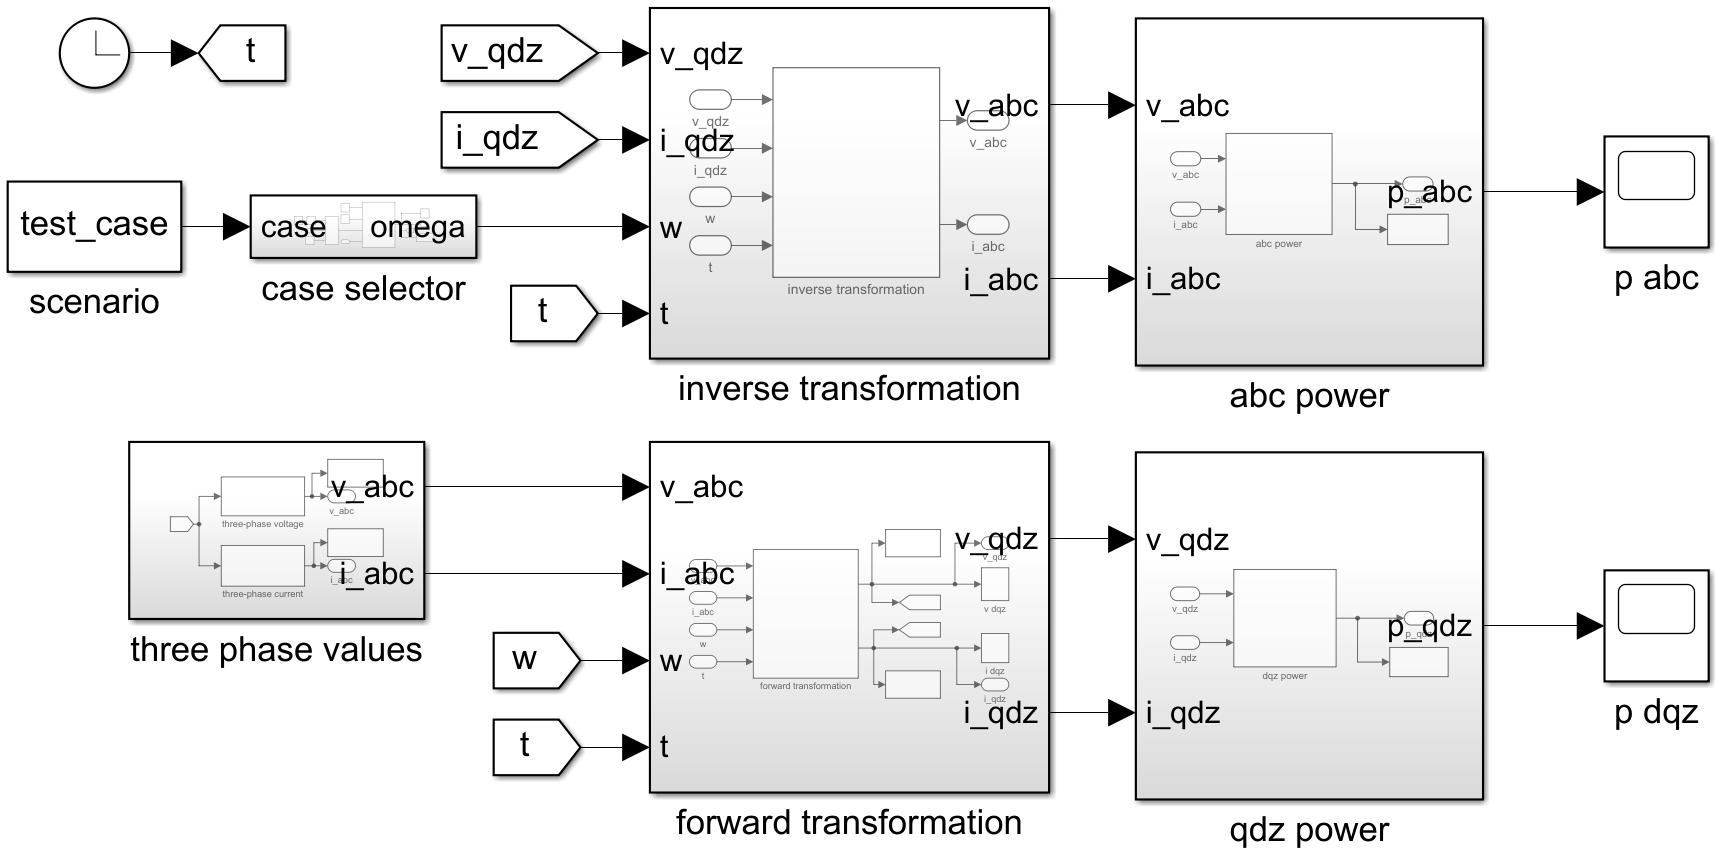 t
v_qdz
i_qdz
test_case
scenario
case
omega
case selector
t
v_qdz
i_qdz
w
t
v_qdz
i_qdz
w
t
inverse transformation
v_abc
v_abc
i_abc
i_abc
inverse transformation
v_abc
i_abc
v_abc
i_abc
abc power
p_abc
p_abc
abc power
p abc
three-phase voltage
three-phase current
v_abc
v_abc
i_abc
i_abc
three phase values
w
t
v_abc
i_abc
w
t
i_abc
w
t
forward transformation
v_qdz
v_qdz
v dqz
i dqz
i_qdz
i_qdz
forward transformation
v_qdz
i_qdz
v_qdz
i_qdz
dqz power
p_qdz
p_qdz
qdz power
p dqz